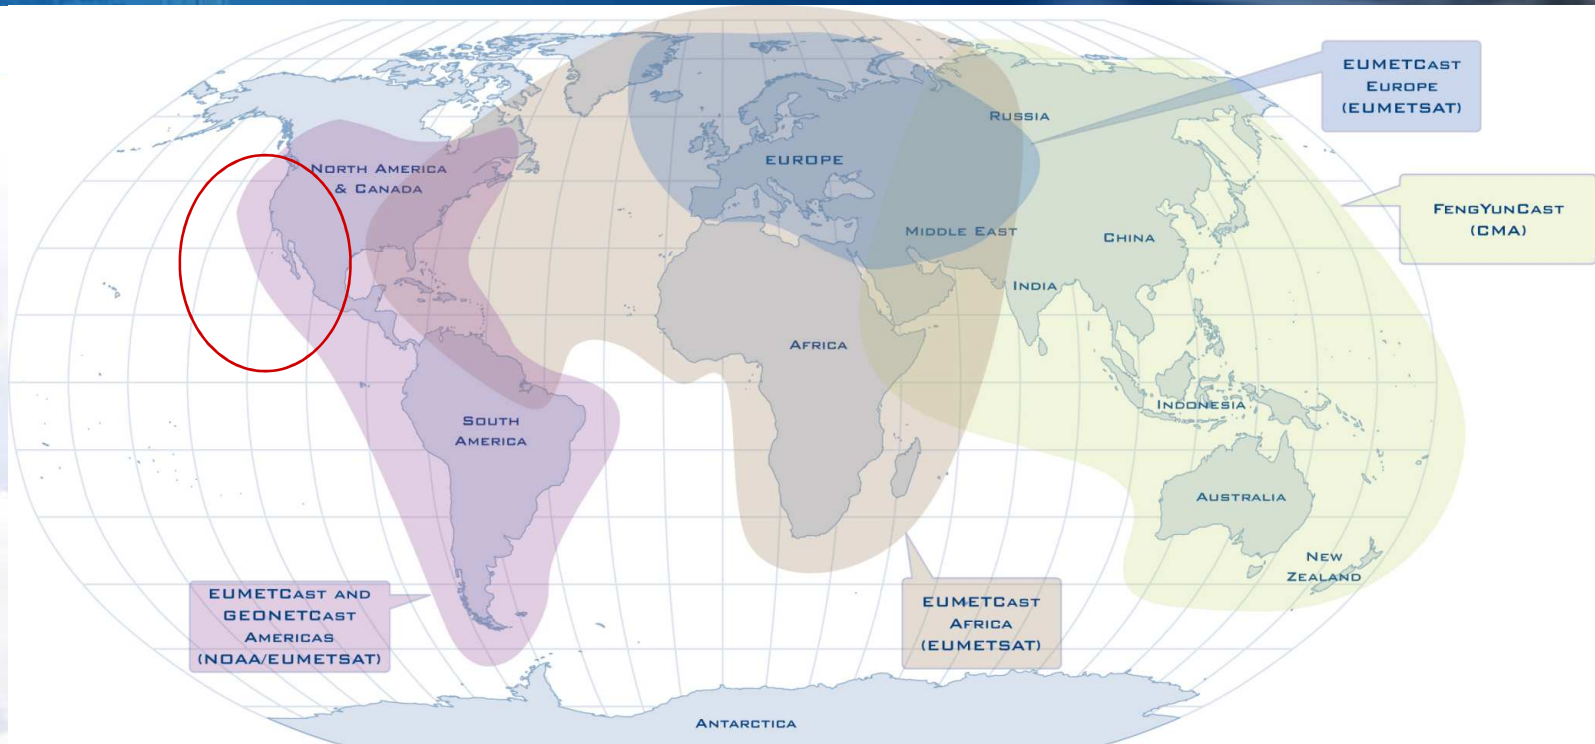 EUMETCast
Europe
(EUMETSAT)
Russia
North America
& Canada
Europe
FengYunCast
(CMA)
Middle East
China
India
Africa
Indonesia
South
America
Australia
New
Zealand
EUMETCast and
GEONETCast
Americas
(NOAA/EUMETSAT)
EUMETCast
Africa
(EUMETSAT)
Antarctica